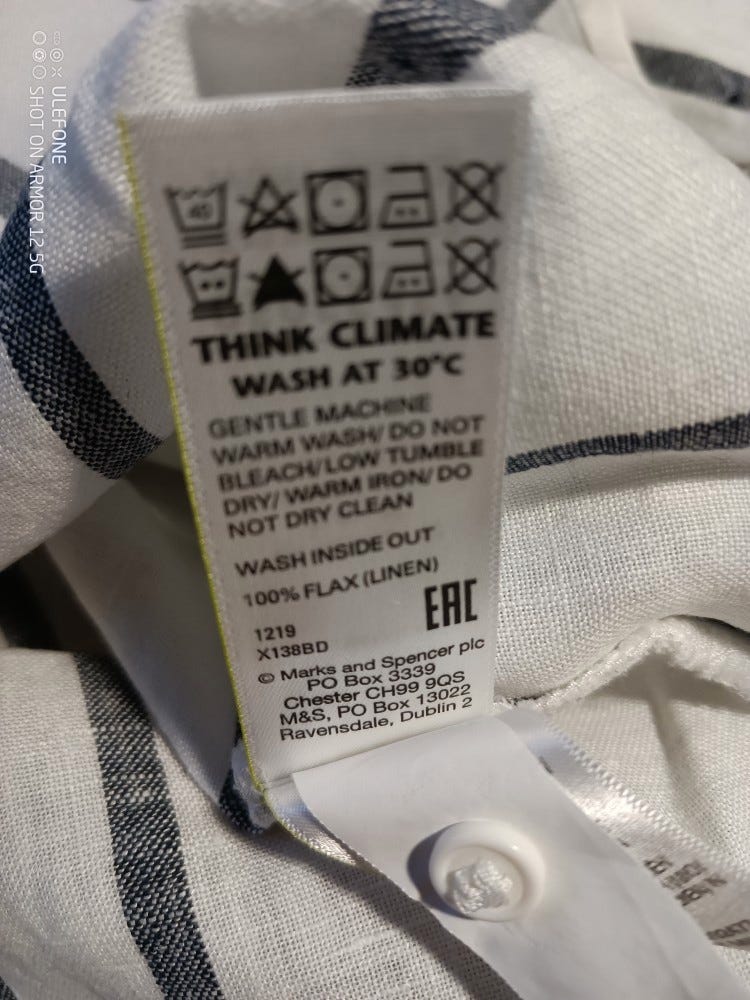 ULEFONE
SHOT ON ARMOR 12 5G
40
THINK CLIMATE
WASH AT 30°C
GENTLE MACHINE
WARM WASH/ DO NOT
BLEACH/LOW TUMBLE
DRY/ WARM IRON/ DO
NOT DRY CLEAN
WASH INSIDE OUT
100% FLAX (LINEN)
EAC
1219
X138BD
© Marks and Spencer plc
PO Box 3339
Chester CH99 9QS
M&S, PO Box 13022
Ravensdale, Dublin 2